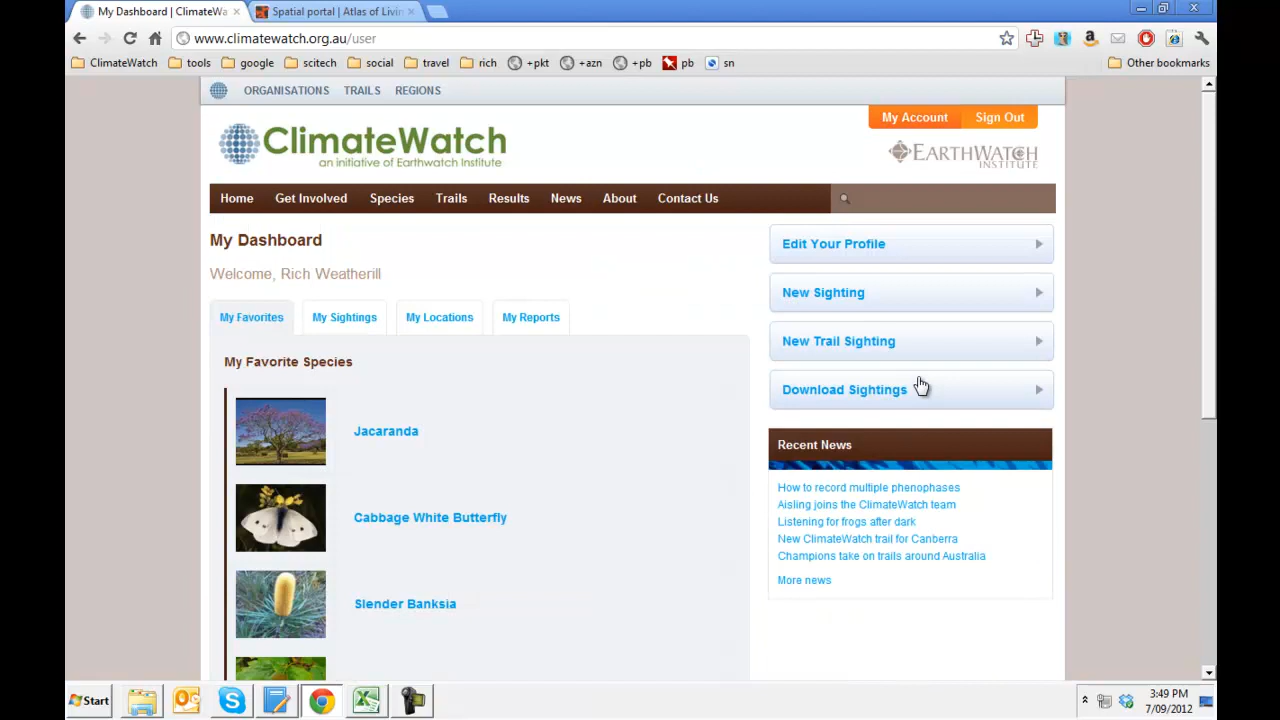 My Dashboard | ClimateWa
Spatial portal | Atlas of Livin
www.climatewatch.org.au/user
ClimateWatch tools google scitech social travel rich +pkt +azn +pb pb sn Other bookmarks
ORGANISATIONS TRAILS REGIONS
My Account Sign Out
ClimateWatch
an initiative of Earthwatch Institute
EARTHWATCH
INSTITUTE
Home Get Involved Species Trails Results News About Contact Us
My Dashboard
Welcome, Rich Weatherill
My Favorites My Sightings My Locations My Reports
My Favorite Species
Jacaranda
Cabbage White Butterfly
Slender Banksia
Edit Your Profile
New Sighting
New Trail Sighting
Download Sightings
Recent News
How to record multiple phenophases
Aisling joins the ClimateWatch team
Listening for frogs after dark
New ClimateWatch trail for Canberra
Champions take on trails around Australia
More news
Start
3:49 PM
7/09/2012